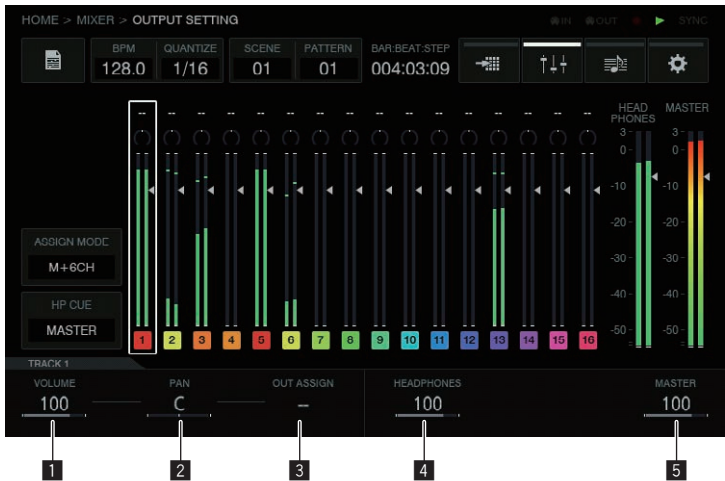 HOME > MIXER > OUTPUT SETTING
IN OUT SYNC
BPM QUANTIZE SCENE PATTERN BAR:BEAT:STEP
128.0 1/16 01 01 004:03:09
HEAD PHONES MASTER
-- -- -- -- -- -- -- -- -- -- -- -- -- -- -- --
3 3
0 0
-10 -10
-20 -20
-30 -30
-40 -40
-50 -50
ASSIGN MODE
M+6CH
HP CUE
MASTER
1 2 3 4 5 6 7 8 9 10 11 12 13 14 15 16
TRACK 1
VOLUME PAN OUT ASSIGN HEADPHONES MASTER
100 C -- 100 100
1 2 3 4 5